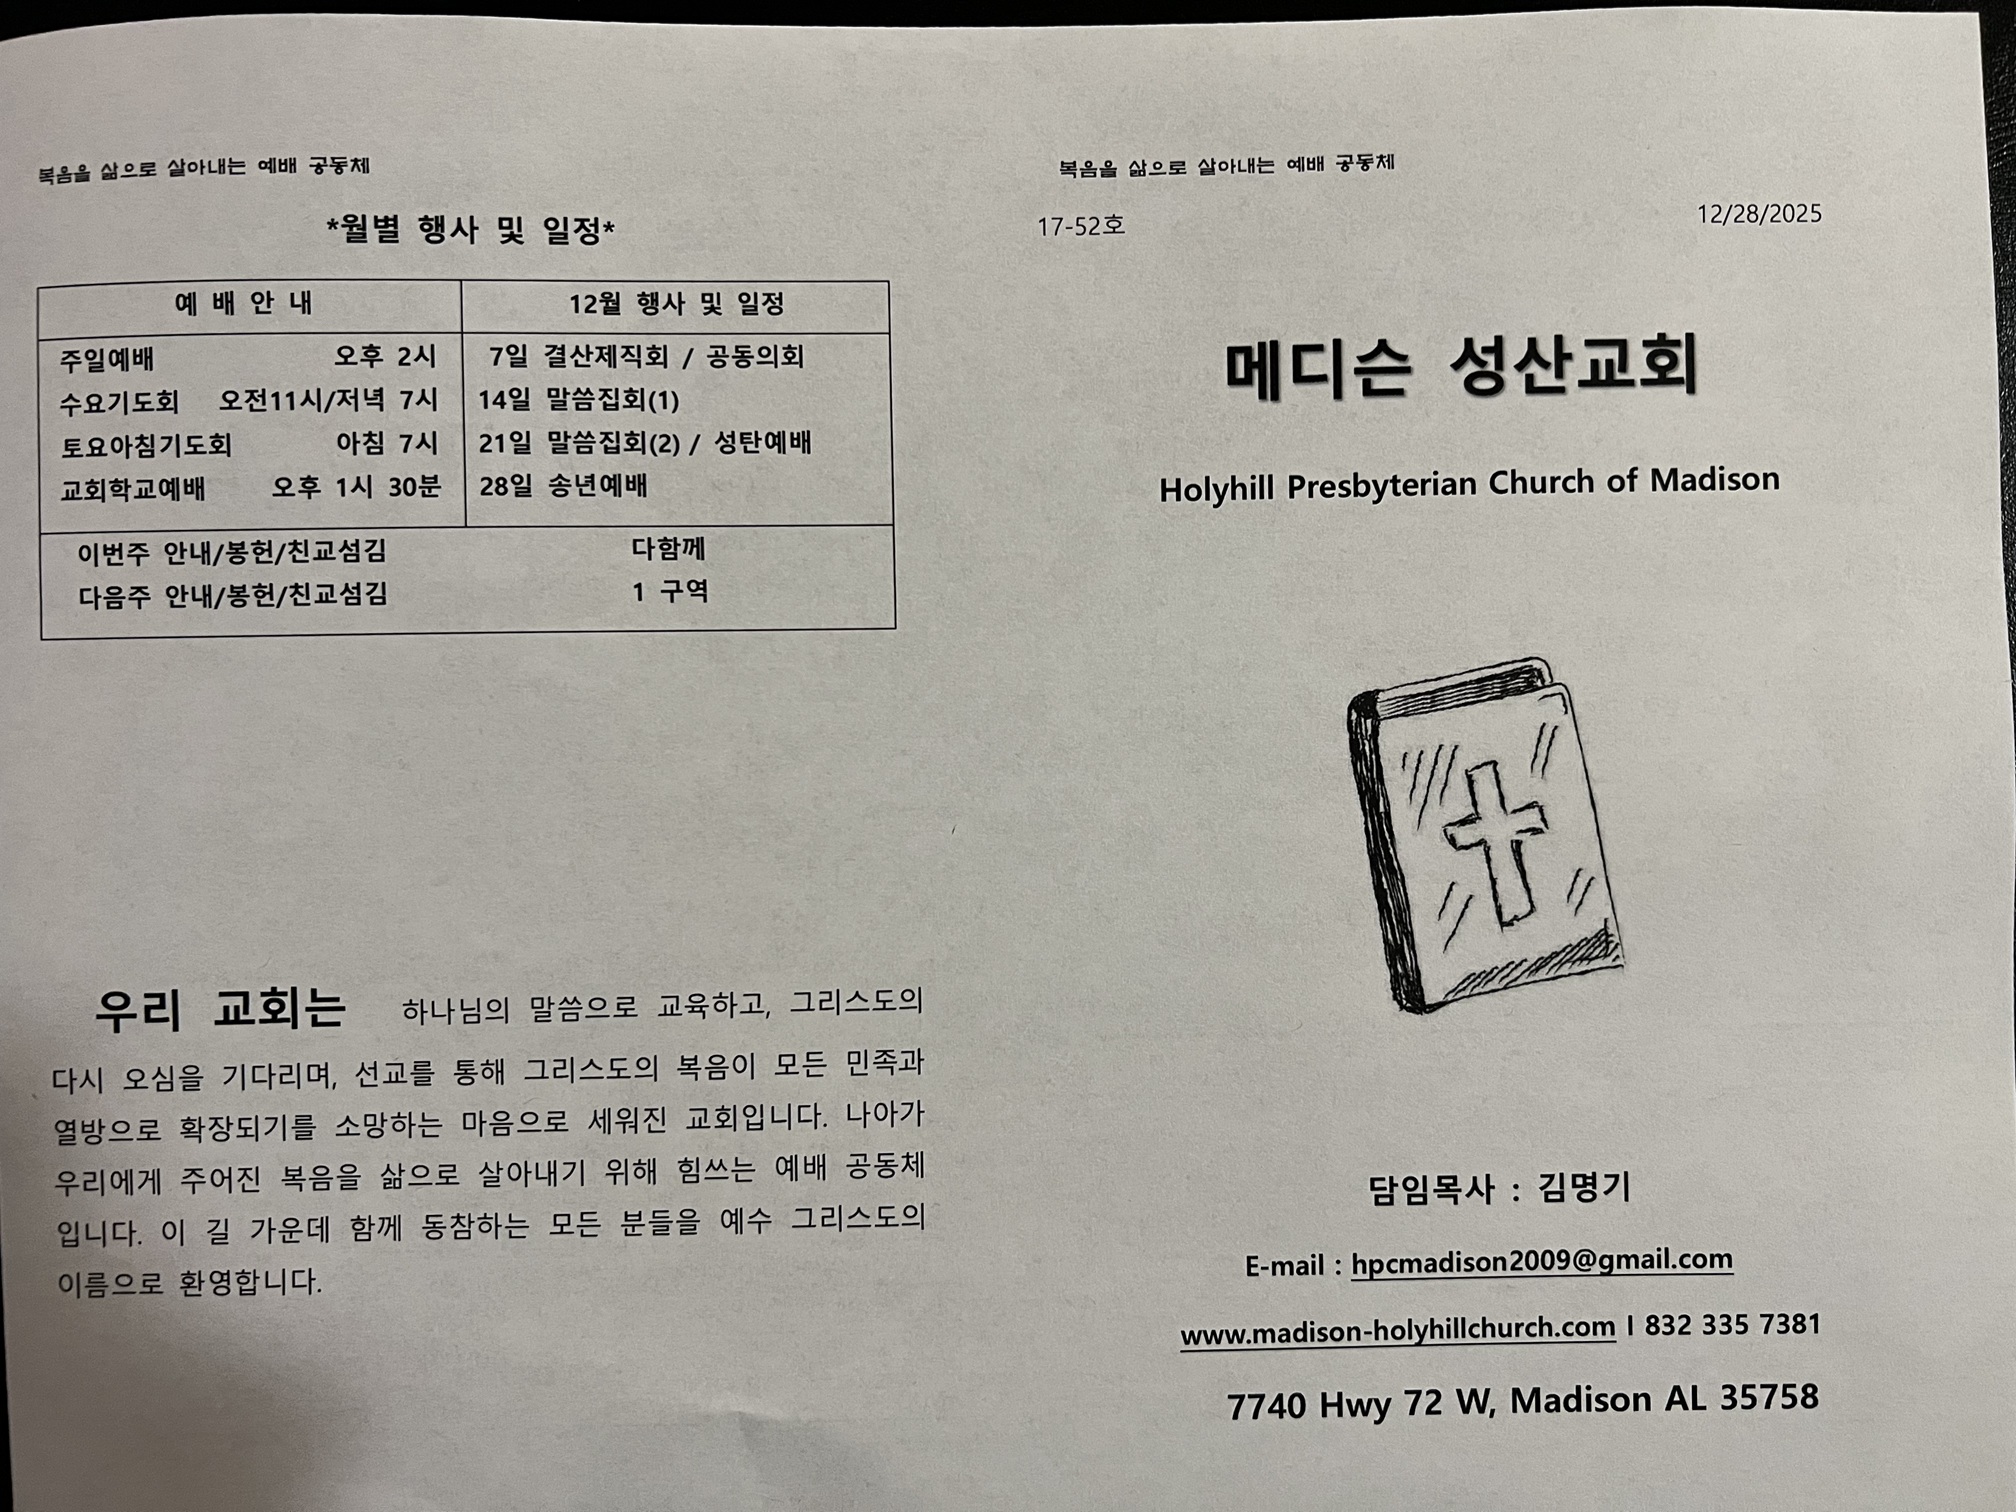 복음을 삶으로 살아내는 예배 공동체
*월별 행사 및 일정*
예 배 안 내 12월 행사 및 일정
주일예배 오후 2시 7일 결산제직회 / 공동의회
수요기도회 오전11시/저녁 7시 14일 말씀집회(1)
토요아침기도회 아침 7시 21일 말씀집회(2) / 성탄예배
교회학교예배 오후 1시 30분 28일 송년예배
이번주 안내/봉헌/친교섬김 다함께
다음주 안내/봉헌/친교섬김 1 구역
우리 교회는 하나님의 말씀으로 교육하고, 그리스도의
다시 오심을 기다리며, 선교를 통해 그리스도의 복음이 모든 민족과
열방으로 확장되기를 소망하는 마음으로 세워진 교회입니다. 나아가
우리에게 주어진 복음을 삶으로 살아내기 위해 힘쓰는 예배 공동체
입니다. 이 길 가운데 함께 동참하는 모든 분들을 예수 그리스도의
이름으로 환영합니다.
복음을 삶으로 살아내는 예배 공동체
17-52호 12/28/2025
메디슨 성산교회
Holyhill Presbyterian Church of Madison
담임목사 : 김명기
E-mail : hpcmadison2009@gmail.com
www.madison-holyhillchurch.com I 832 335 7381
7740 Hwy 72 W, Madison AL 35758